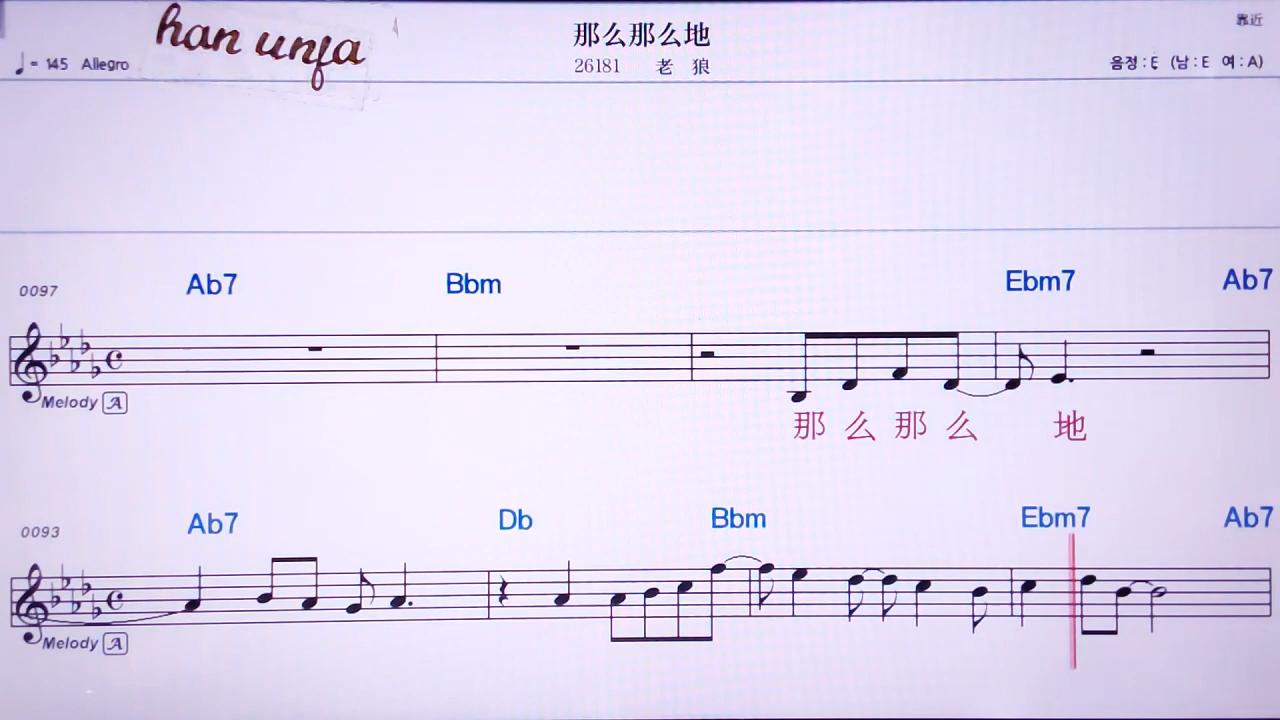 han unja
那么那么地
靠近
♩= 145 Allegro
26181 老 狼
음정 : E (남 : E 여 : A)
0097
Ab7 Bbm Ebm7 Ab7
Melody A
那 么 那 么 地
0093
Ab7 Db Bbm Ebm7 Ab7
Melody A